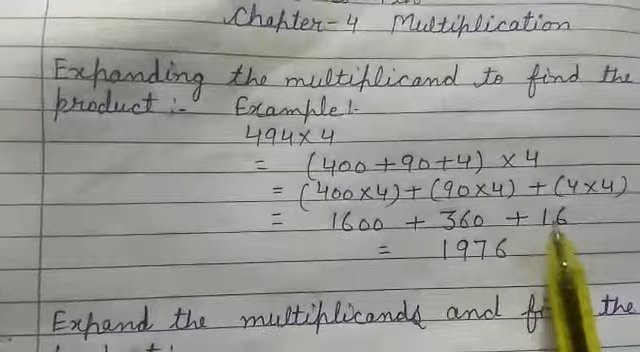 Chapter-4 Multiplication
Expanding the multiplicand to find the
product:- Example!-
494×4
= (400+90+4) × 4
= (400×4)+(90×4) + (4×4)
= 1600 + 360 + 16
= 1976
Expand the multiplicands and the